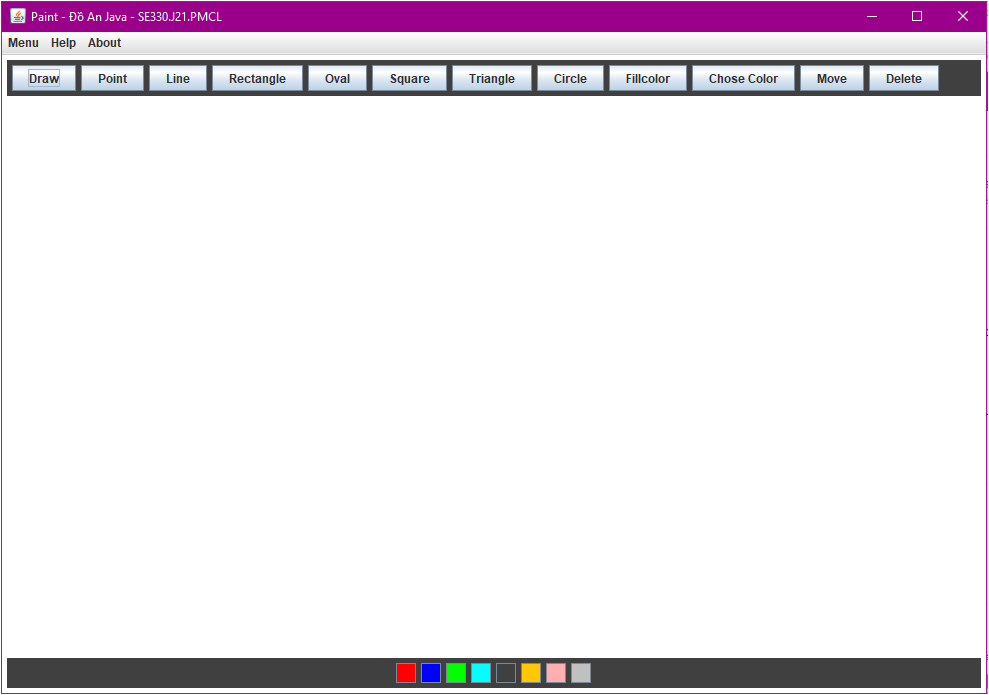 Paint - Đồ An Java - SE330.J21.PMCL
Menu Help About
Draw Point Line Rectangle Oval Square Triangle Circle Fillcolor Chose Color Move Delete